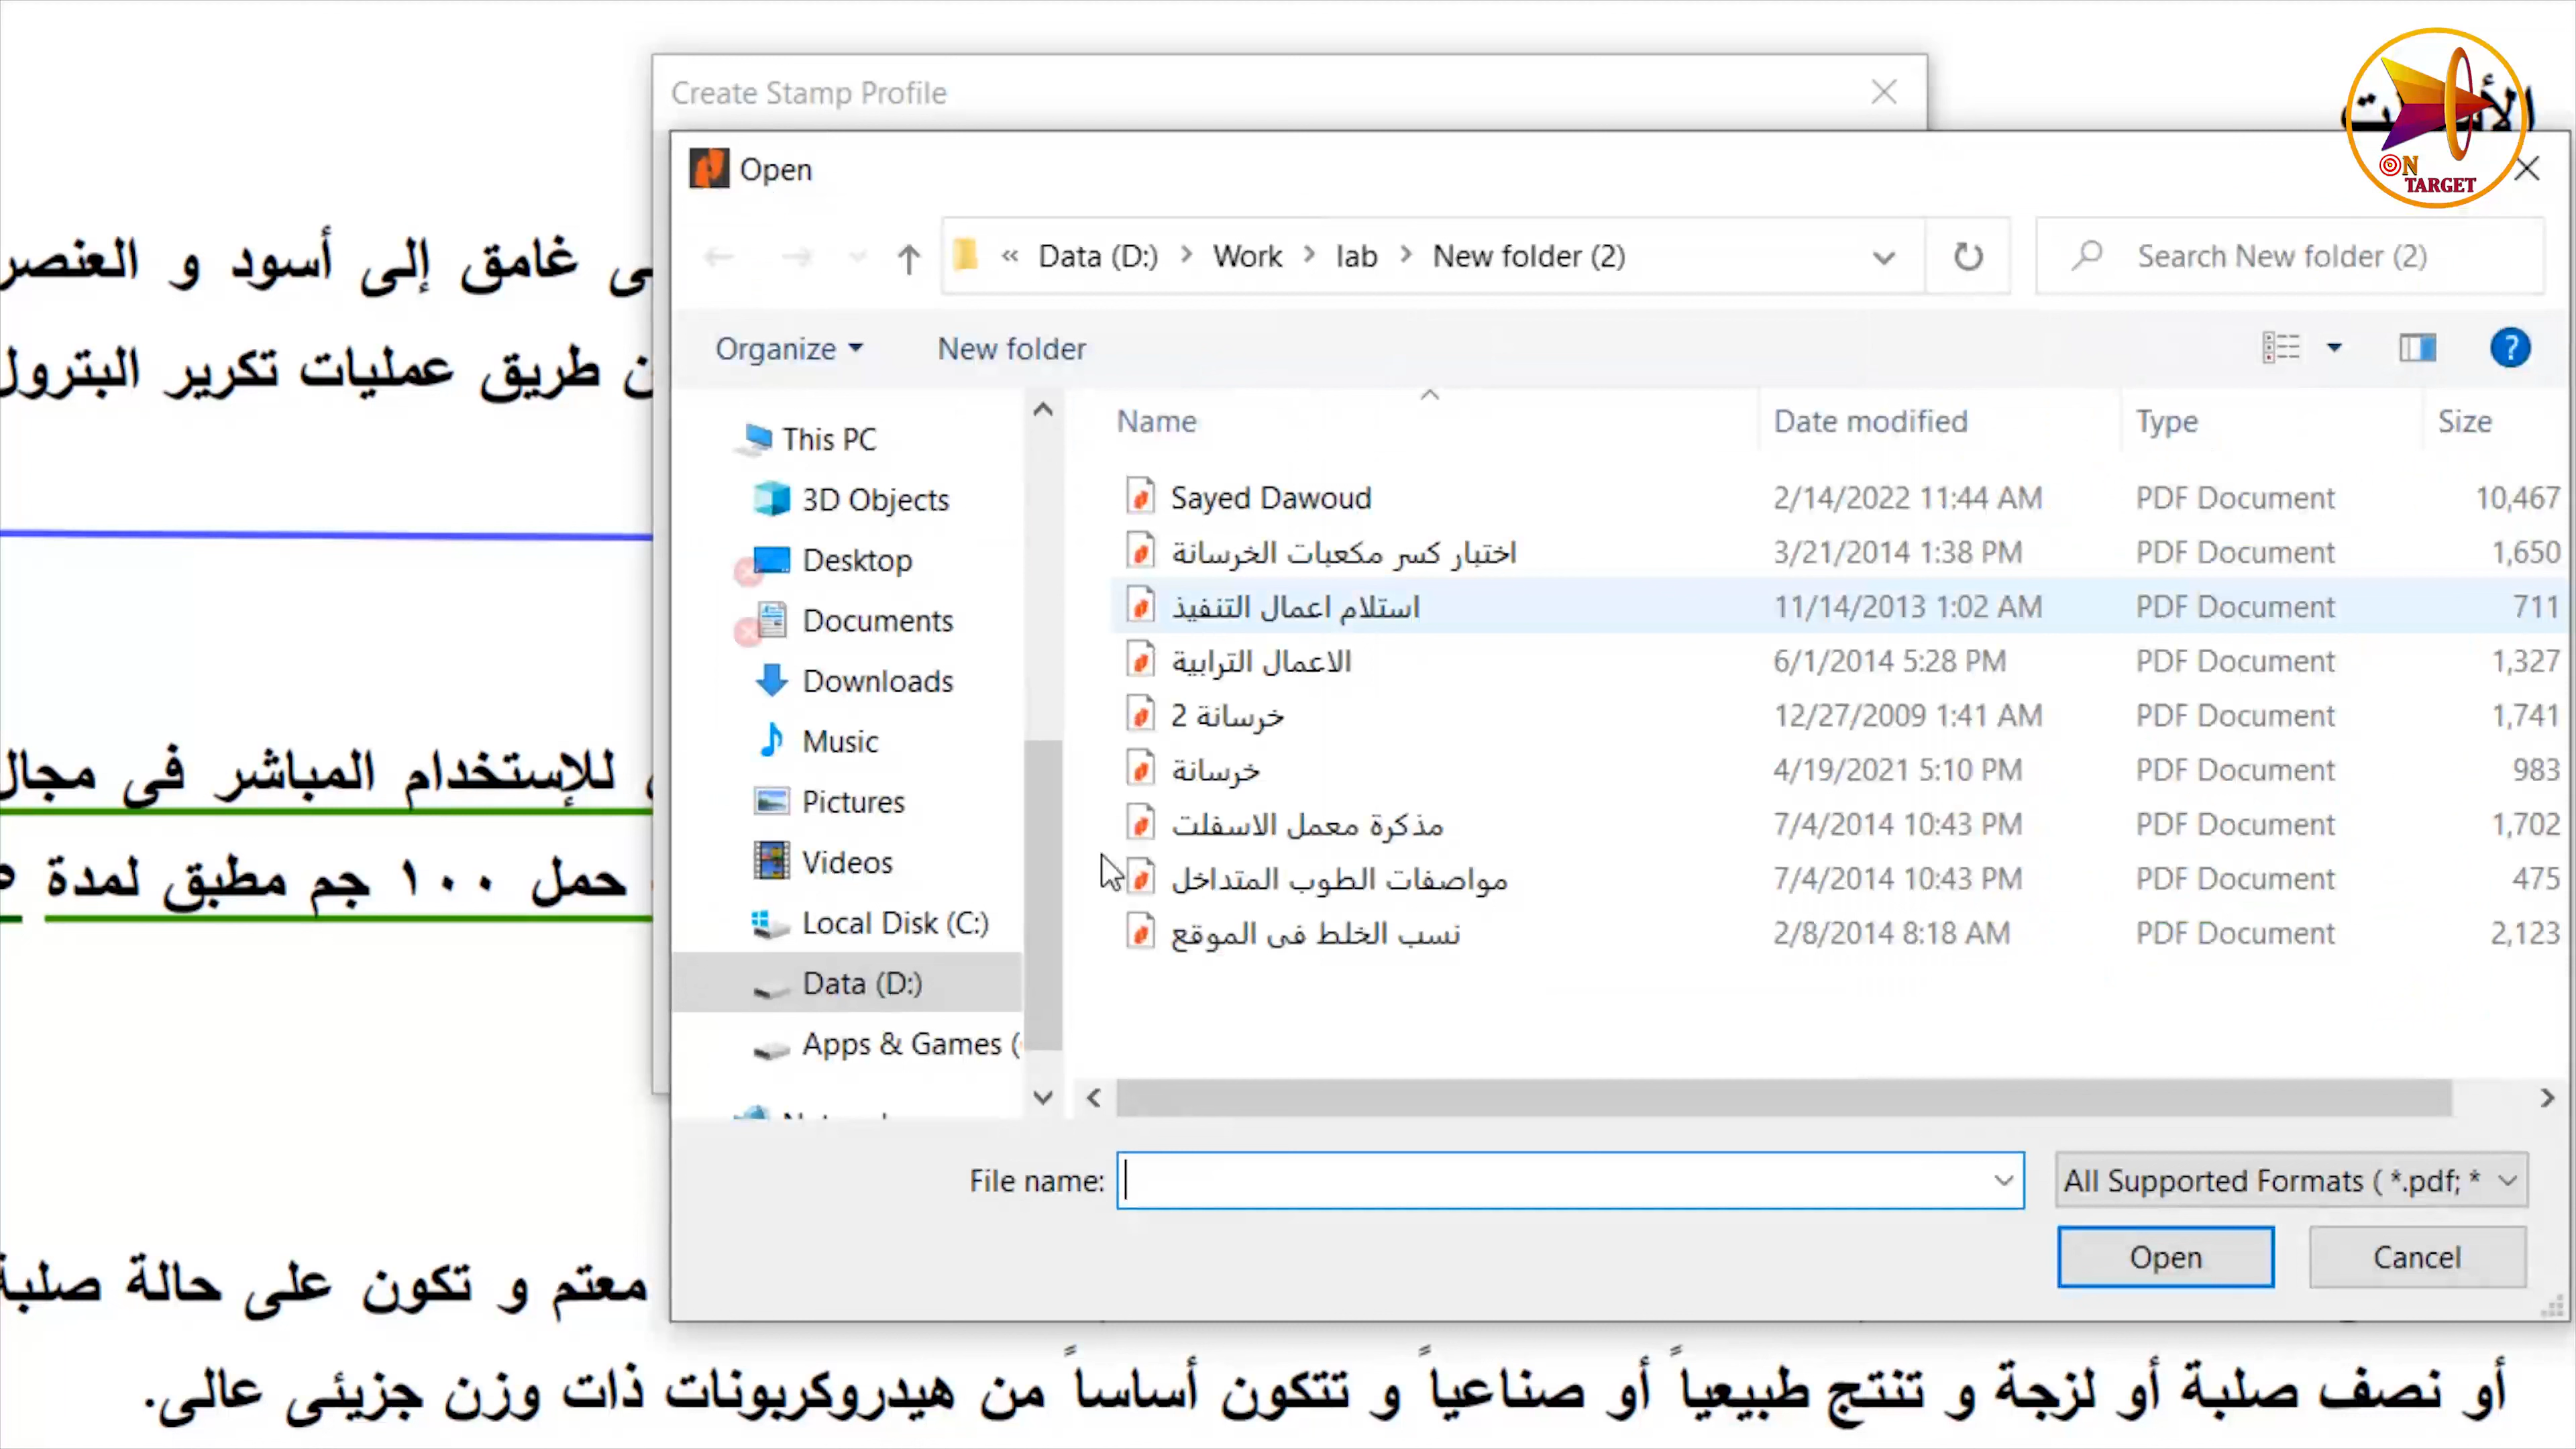 Create Stamp Profile
ON
TARGET
Open
« Data (D:) > Work > lab > New folder (2)
Search New folder (2)
Organize
New folder
Name
Date modified
Type
Size
This PC
3D Objects
Desktop
Documents
Downloads
Music
Pictures
Videos
Local Disk (C:)
Data (D:)
Apps & Games (
Sayed Dawoud 2/14/2022 11:44 AM PDF Document 10,467
اختبار كسر مكعبات الخرسانة 3/21/2014 1:38 PM PDF Document 1,650
استلام اعمال التنفيذ 11/14/2013 1:02 AM PDF Document 711
الاعمال الترابية 6/1/2014 5:28 PM PDF Document 1,327
خرسانة 2 12/27/2009 1:41 AM PDF Document 1,741
خرسانة 4/19/2021 5:10 PM PDF Document 983
مذكرة معمل الاسفلت 7/4/2014 10:43 PM PDF Document 1,702
مواصفات الطوب المتداخل 7/4/2014 10:43 PM PDF Document 475
نسب الخلط فى الموقع 2/8/2014 8:18 AM PDF Document 2,123
File name:
All Supported Formats ( *.pdf; *
Open
Cancel
غامق إلى أسود و العنصر
طريق عمليات تكرير البترول
للإستخدام المباشر فى مجال
حمل ١٠٠ جم مطبق لمدة
معتم و تكون على حالة صلبة
أو نصف صلبة أو لزجة و تنتج طبيعياً أو صناعياً و تتكون أساساً من هيدروكربونات ذات وزن جزيئى عالى.